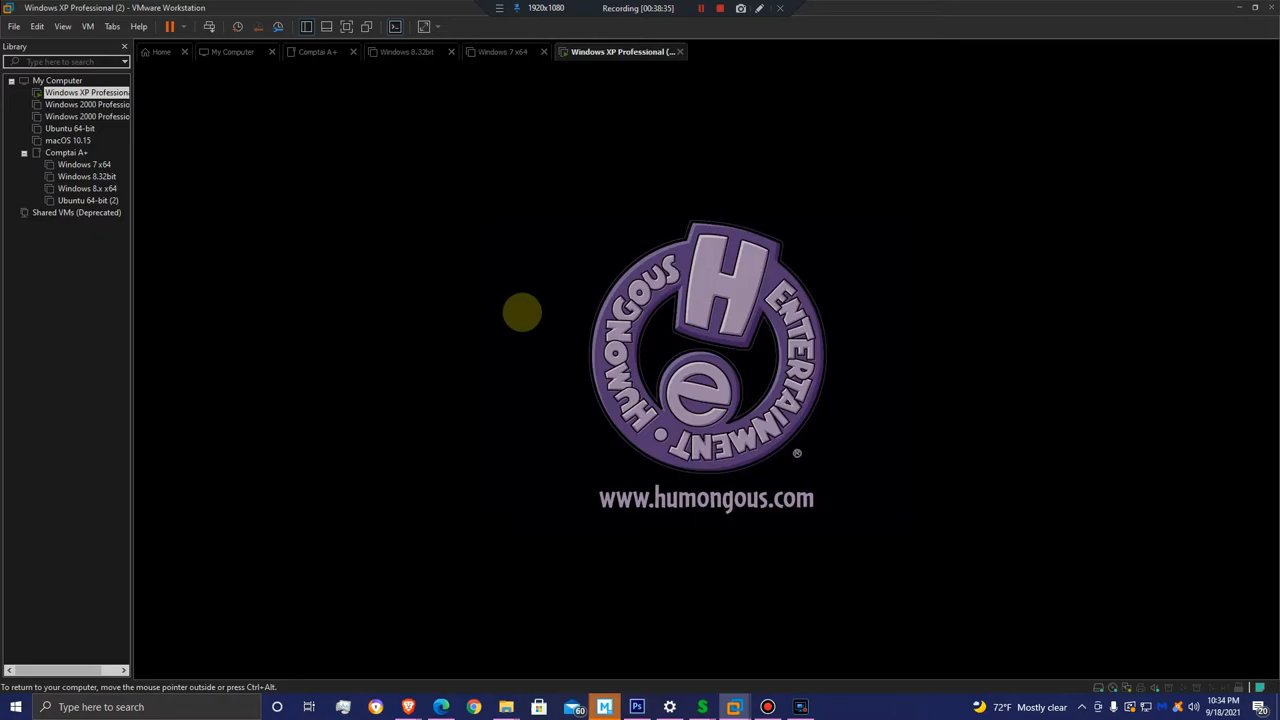 Windows XP Professional (2) - VMware Workstation
1920x1080
Recording [00:38:35]
File Edit View VM Tabs Help
Library
Type here to search
Home
My Computer
Comptai A+
Windows 8.32bit
Windows 7 x64
Windows XP Professional (...
My Computer
Windows XP Profession
Windows 2000 Professio
Windows 2000 Professio
Ubuntu 64-bit
macOS 10.15
Comptai A+
Windows 7 x64
Windows 8.32bit
Windows 8.x x64
Ubuntu 64-bit (2)
Shared VMs (Deprecated)
H
HUMONGOUS • ENTERTAINMENT
e
®
www.humongous.com
To return to your computer, move the mouse pointer outside or press Ctrl+Alt.
Type here to search
60
72°F Mostly clear
10:34 PM
9/18/2021